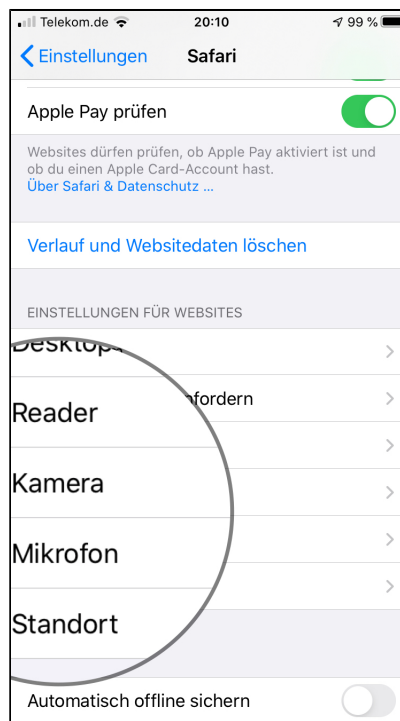 Telekom.de 20:10 99 %
Einstellungen Safari
Apple Pay prüfen
Websites dürfen prüfen, ob Apple Pay aktiviert ist und
ob du einen Apple Card-Account hast.
Über Safari & Datenschutz ...
Verlauf und Websitedaten löschen
EINSTELLUNGEN FÜR WEBSITES
nfordern
Reader
Kamera
Mikrofon
Standort
Automatisch offline sichern